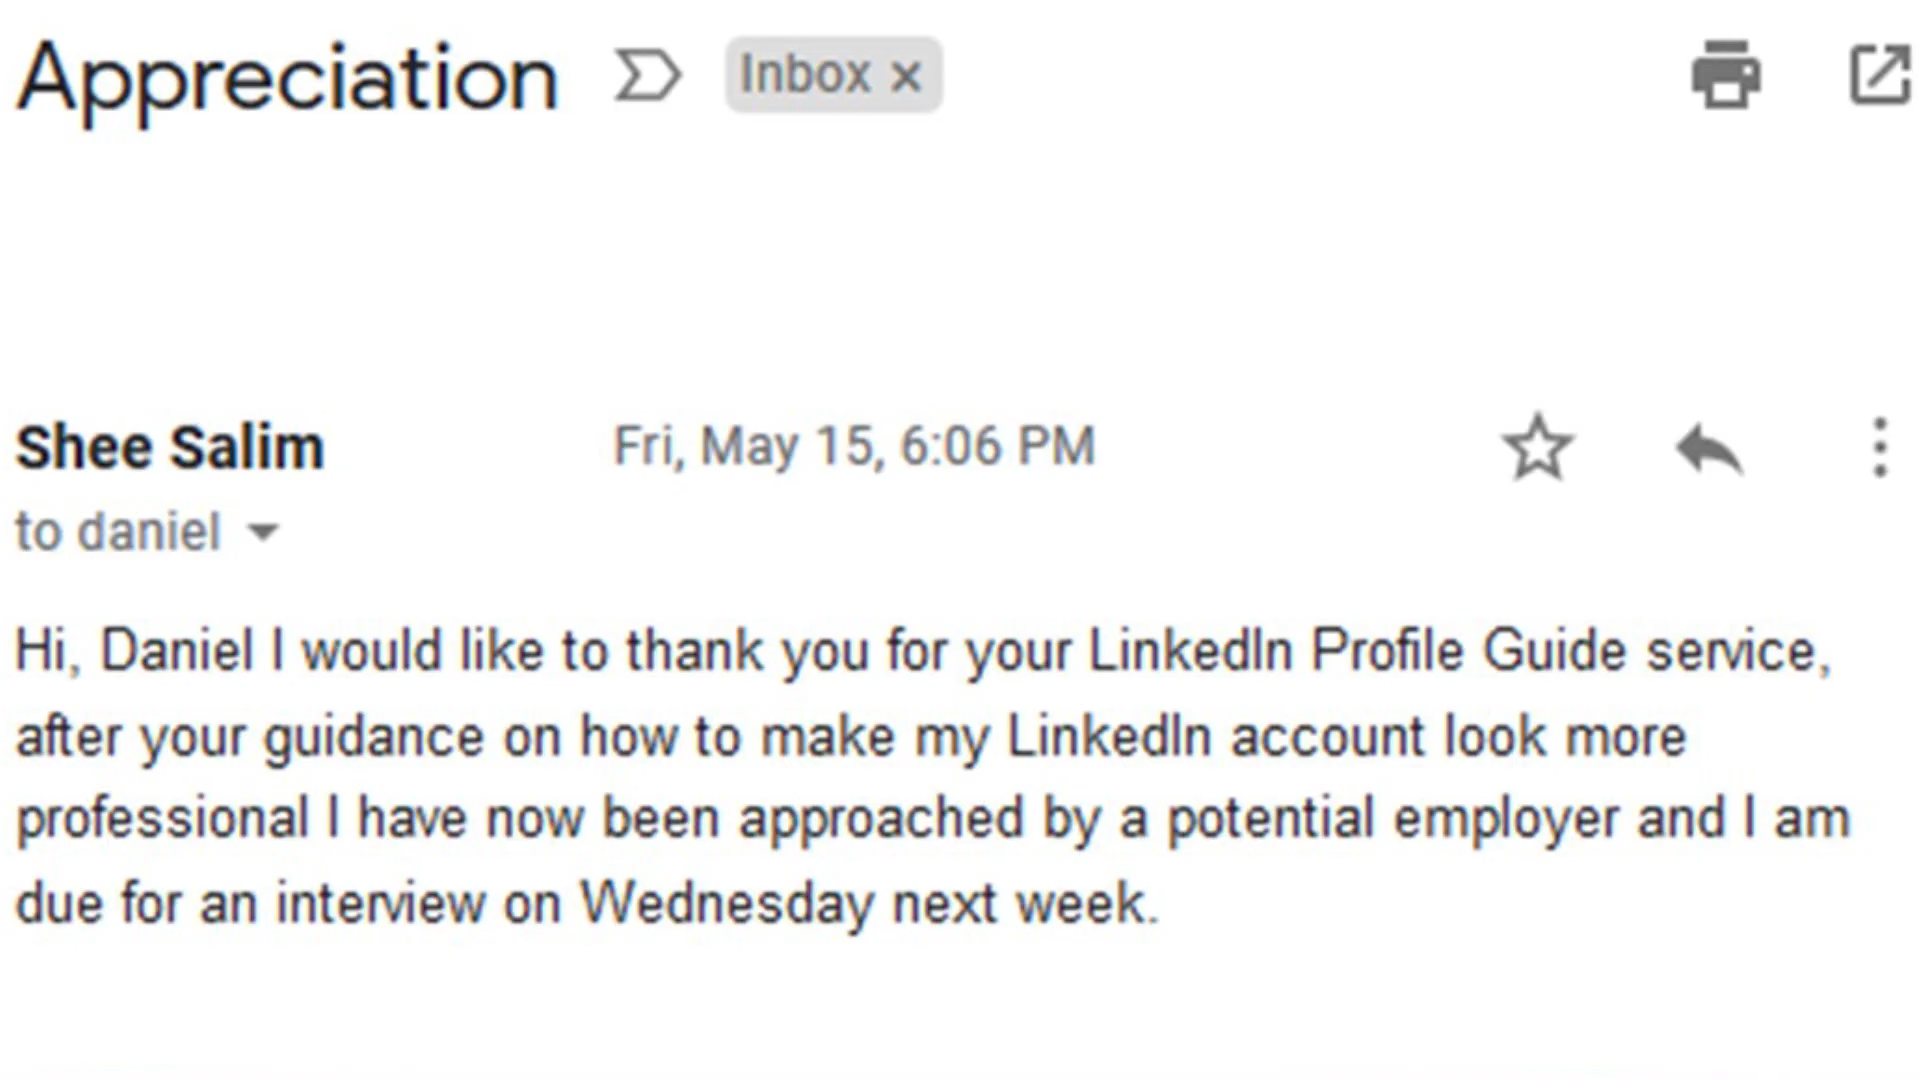 Appreciation
Inbox ×
Shee Salim
Fri, May 15, 6:06 PM
to daniel
Hi, Daniel I would like to thank you for your LinkedIn Profile Guide service,
after your guidance on how to make my LinkedIn account look more
professional I have now been approached by a potential employer and I am
due for an interview on Wednesday next week.